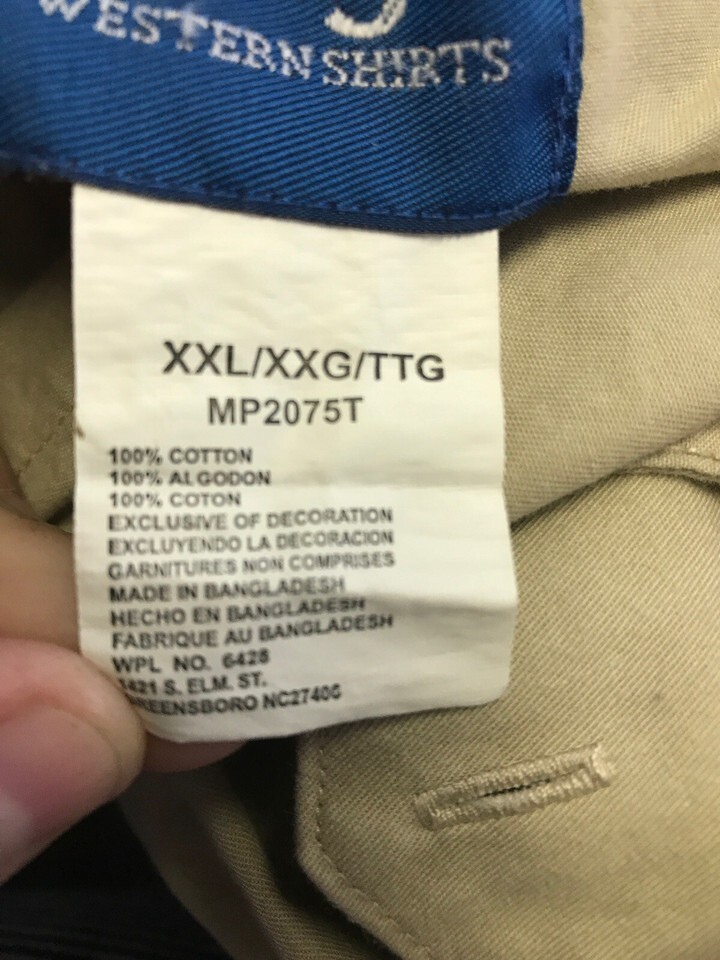 WESTERN SHIRTS
XXL/XXG/TTG
MP2075T
100% COTTON
100% ALGODON
100% COTON
EXCLUSIVE OF DECORATION
EXCLUYENDO LA DECORACION
GARNITURES NON COMPRISES
MADE IN BANGLADESH
HECHO EN BANGLADESH
FABRIQUE AU BANGLADESH
WPL NO. 6428
S. ELM. ST.
NC27406